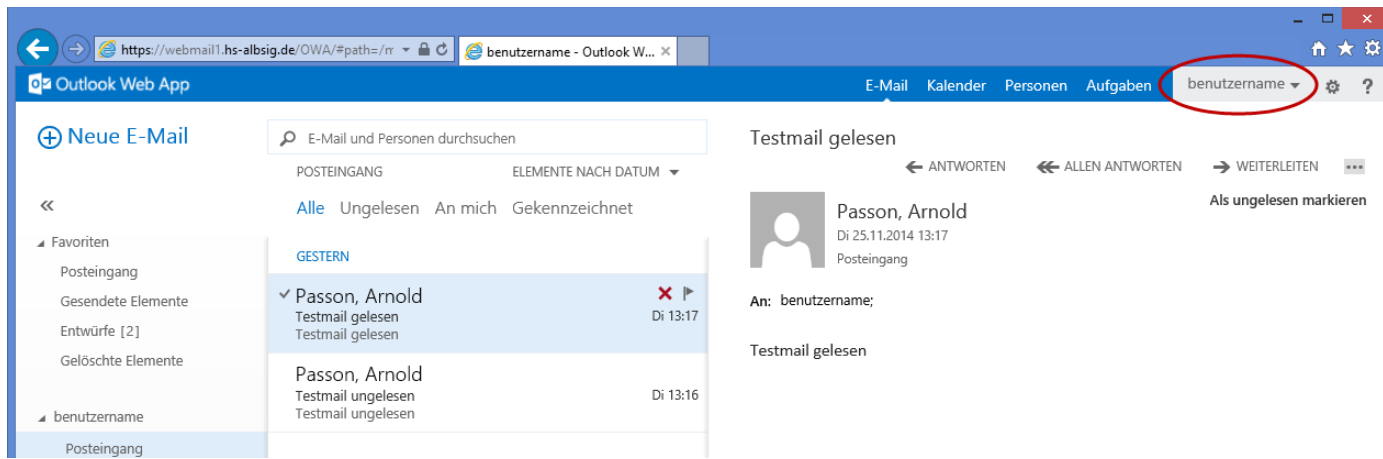 https://webmail1.hs-albsig.de/OWA/#path=/m
benutzername - Outlook W...
Outlook Web App
E-Mail Kalender Personen Aufgaben benutzername ?
Neue E-Mail
Favoriten
Posteingang
Gesendete Elemente
Entwürfe [2]
Gelöschte Elemente
benutzername
Posteingang
E-Mail und Personen durchsuchen
POSTEINGANG ELEMENTE NACH DATUM
Alle Ungelesen An mich Gekennzeichnet
GESTERN
Passon, Arnold
Testmail gelesen Di 13:17
Testmail gelesen
Passon, Arnold
Testmail ungelesen Di 13:16
Testmail ungelesen
Testmail gelesen
ANTWORTEN ALLEN ANTWORTEN WEITERLEITEN ...
Als ungelesen markieren
Passon, Arnold
Di 25.11.2014 13:17
Posteingang
An: benutzername;
Testmail gelesen